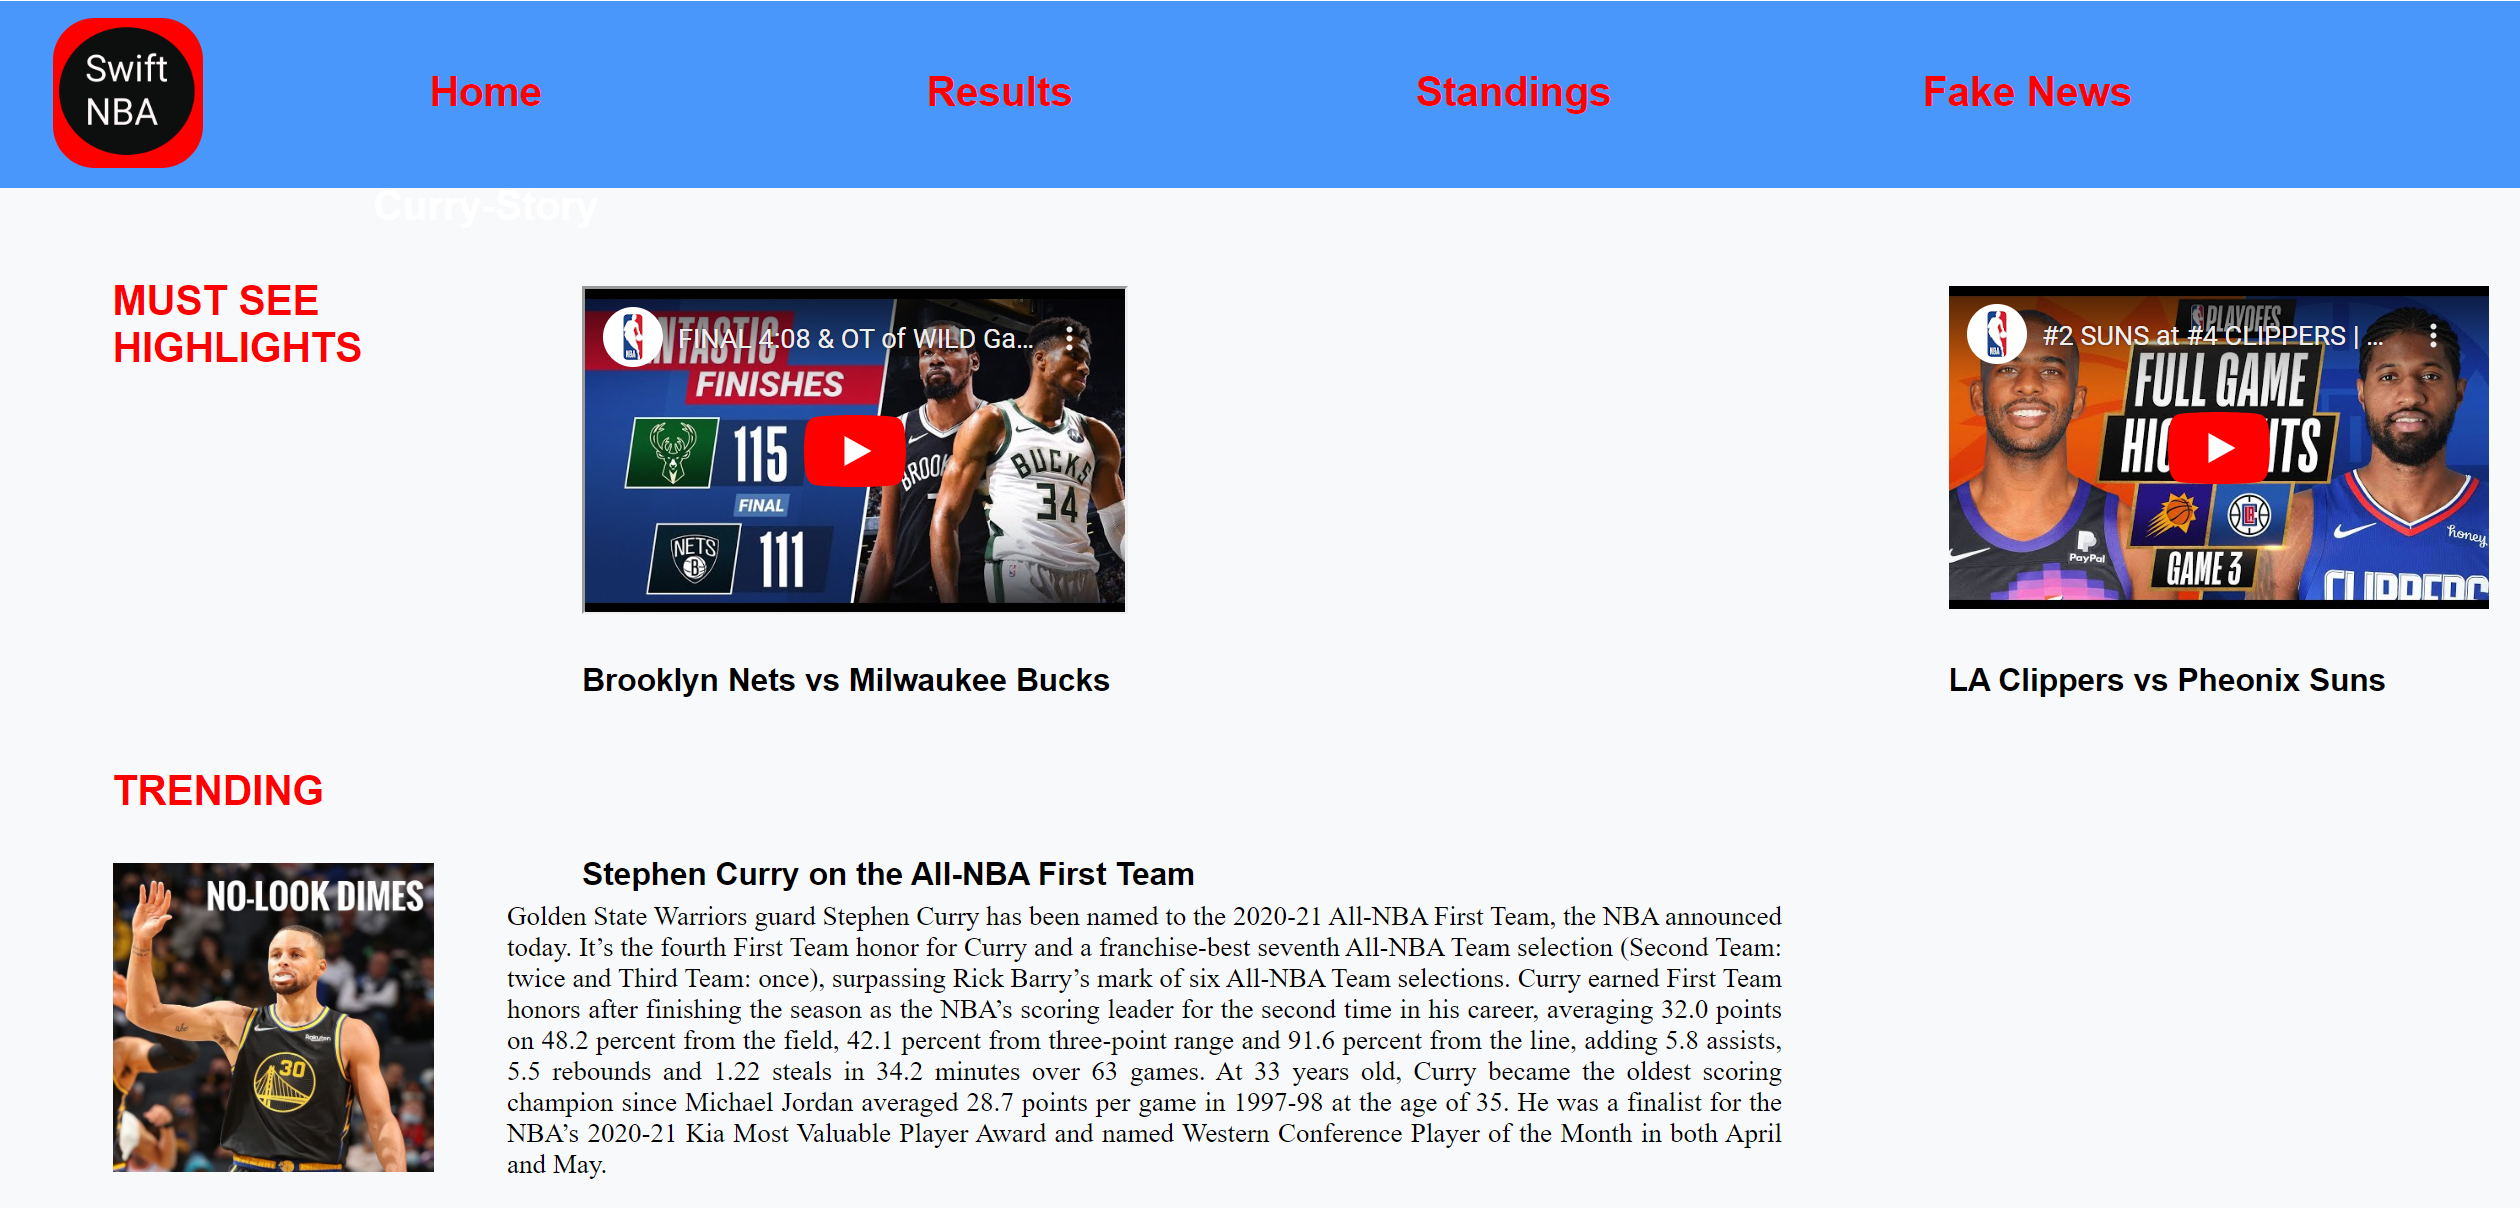 Swift
NBA
Home
Results
Standings
Fake News
Curry-Story
MUST SEE
HIGHLIGHTS
FINAL 4:08 & OT of WILD Ga...
FINISHES
115
FINAL
NETS
B
111
BROOK
BUCKS
34
#2 SUNS at #4 CLIPPERS | ...
PLAYOFFS
FULL GAME
GAME 3
PayPal
honey
CLIPPERS
Brooklyn Nets vs Milwaukee Bucks
LA Clippers vs Pheonix Suns
TRENDING
NO-LOOK DIMES
Rakuten
30
Stephen Curry on the All-NBA First Team
Golden State Warriors guard Stephen Curry has been named to the 2020-21 All-NBA First Team, the NBA announced
today. It’s the fourth First Team honor for Curry and a franchise-best seventh All-NBA Team selection (Second Team:
twice and Third Team: once), surpassing Rick Barry’s mark of six All-NBA Team selections. Curry earned First Team
honors after finishing the season as the NBA’s scoring leader for the second time in his career, averaging 32.0 points
on 48.2 percent from the field, 42.1 percent from three-point range and 91.6 percent from the line, adding 5.8 assists,
5.5 rebounds and 1.22 steals in 34.2 minutes over 63 games. At 33 years old, Curry became the oldest scoring
champion since Michael Jordan averaged 28.7 points per game in 1997-98 at the age of 35. He was a finalist for the
NBA’s 2020-21 Kia Most Valuable Player Award and named Western Conference Player of the Month in both April
and May.